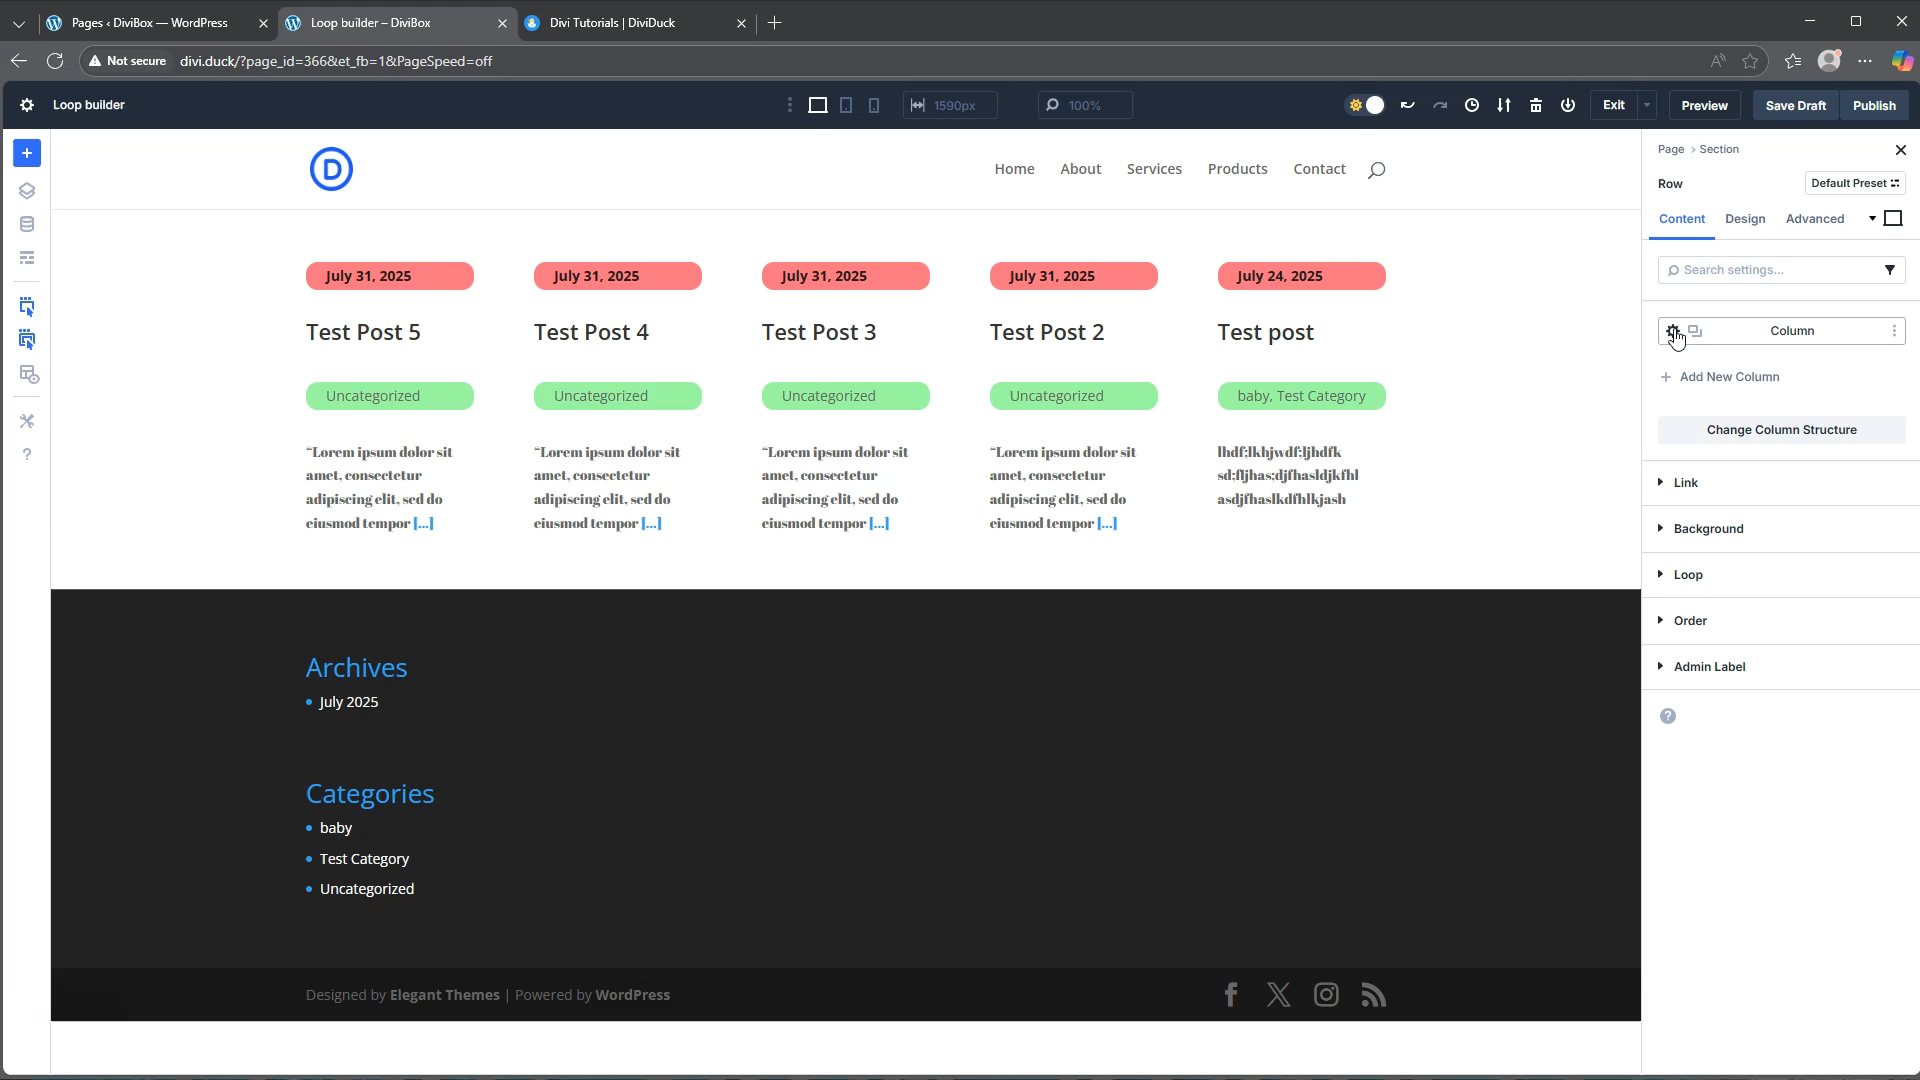 Pages ‹ DiviBox — WordPress
Loop builder – DiviBox
Divi Tutorials | DiviDuck
Not secure
divi.duck/?page_id=366&et_fb=1&PageSpeed=off
Loop builder
1590px
100%
Exit
Preview
Save Draft
Publish
D
Home
About
Services
Products
Contact
July 31, 2025
July 31, 2025
July 31, 2025
July 31, 2025
July 24, 2025
Test Post 5
Test Post 4
Test Post 3
Test Post 2
Test post
Uncategorized
Uncategorized
Uncategorized
Uncategorized
baby, Test Category
“Lorem ipsum dolor sit
amet, consectetur
adipiscing elit, sed do
eiusmod tempor [...]
“Lorem ipsum dolor sit
amet, consectetur
adipiscing elit, sed do
eiusmod tempor [...]
“Lorem ipsum dolor sit
amet, consectetur
adipiscing elit, sed do
eiusmod tempor [...]
“Lorem ipsum dolor sit
amet, consectetur
adipiscing elit, sed do
eiusmod tempor [...]
lhdf;lkhjwdf;ljhdfk
sd;fljhas;djfhasldjkfhl
asdjfhaslkdfhlkjash
Archives
July 2025
Categories
baby
Test Category
Uncategorized
Designed by Elegant Themes | Powered by WordPress
Page › Section
Row
Default Preset
Content
Design
Advanced
Search settings...
Column
+ Add New Column
Change Column Structure
Link
Background
Loop
Order
Admin Label